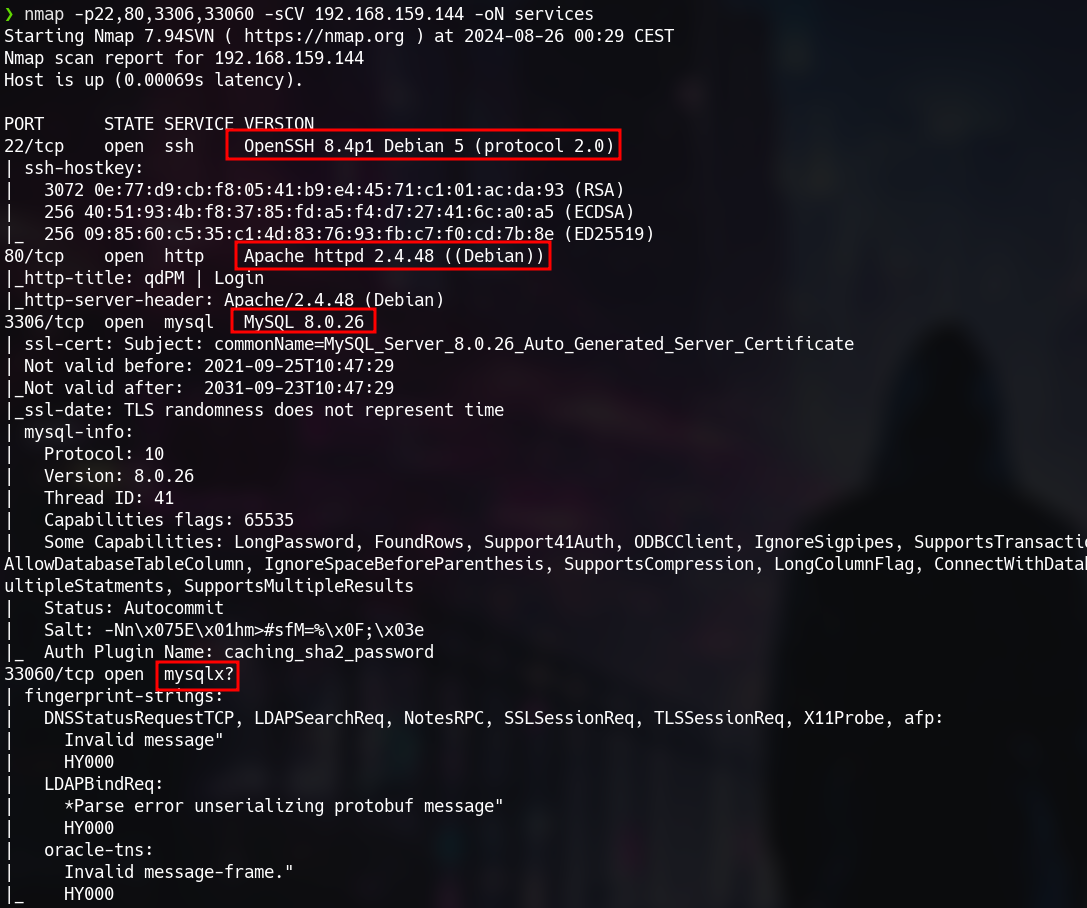 ❯ nmap -p22,80,3306,33060 -sCV 192.168.159.144 -oN services
Starting Nmap 7.94SVN ( https://nmap.org ) at 2024-08-26 00:29 CEST
Nmap scan report for 192.168.159.144
Host is up (0.00069s latency).
PORT      STATE SERVICE VERSION
22/tcp    open  ssh     OpenSSH 8.4p1 Debian 5 (protocol 2.0)
| ssh-hostkey:
|   3072 0e:77:d9:cb:f8:05:41:b9:e4:45:71:c1:01:ac:da:93 (RSA)
|   256 40:51:93:4b:f8:37:85:fd:a5:f4:d7:27:41:6c:a0:a5 (ECDSA)
|_  256 09:85:60:c5:35:c1:4d:83:76:93:fb:c7:f0:cd:7b:8e (ED25519)
80/tcp    open  http    Apache httpd 2.4.48 ((Debian))
|_http-title: qdPM | Login
|_http-server-header: Apache/2.4.48 (Debian)
3306/tcp  open  mysql   MySQL 8.0.26
| ssl-cert: Subject: commonName=MySQL_Server_8.0.26_Auto_Generated_Server_Certificate
| Not valid before: 2021-09-25T10:47:29
|_Not valid after:  2031-09-23T10:47:29
|_ssl-date: TLS randomness does not represent time
| mysql-info:
|   Protocol: 10
|   Version: 8.0.26
|   Thread ID: 41
|   Capabilities flags: 65535
|   Some Capabilities: LongPassword, FoundRows, Support41Auth, ODBCClient, IgnoreSigpipes, SupportsTransactio
AllowDatabaseTableColumn, IgnoreSpaceBeforeParenthesis, SupportsCompression, LongColumnFlag, ConnectWithDatab
ultipleStatments, SupportsMultipleResults
|   Status: Autocommit
|   Salt: -Nn\x075E\x01hm>#sfM=%\x0F;\x03e
|_  Auth Plugin Name: caching_sha2_password
33060/tcp open  mysqlx?
| fingerprint-strings:
|   DNSStatusRequestTCP, LDAPSearchReq, NotesRPC, SSLSessionReq, TLSSessionReq, X11Probe, afp:
|     Invalid message"
|     HY000
|   LDAPBindReq:
|     *Parse error unserializing protobuf message"
|     HY000
|   oracle-tns:
|     Invalid message-frame."
|_    HY000